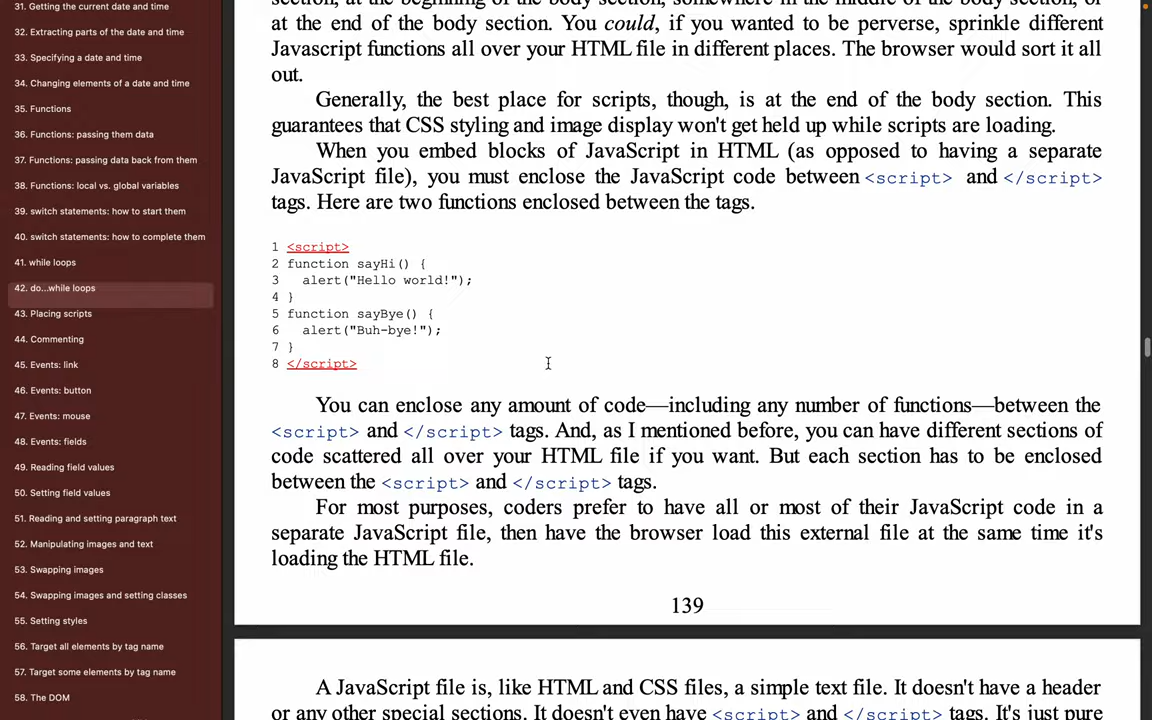 31. Getting the current date and time
32. Extracting parts of the date and time
33. Specifying a date and time
34. Changing elements of a date and time
35. Functions
36. Functions: passing them data
37. Functions: passing data back from them
38. Functions: local vs. global variables
39. switch statements: how to start them
40. switch statements: how to complete them
41. while loops
42. do...while loops
43. Placing scripts
44. Commenting
45. Events: link
46. Events: button
47. Events: mouse
48. Events: fields
49. Reading field values
50. Setting field values
51. Reading and setting paragraph text
52. Manipulating images and text
53. Swapping images
54. Swapping images and setting classes
55. Setting styles
56. Target all elements by tag name
57. Target some elements by tag name
58. The DOM
section, at the beginning of the body section, somewhere in the middle of the body section, or
at the end of the body section. You could, if you wanted to be perverse, sprinkle different
Javascript functions all over your HTML file in different places. The browser would sort it all
out.
Generally, the best place for scripts, though, is at the end of the body section. This
guarantees that CSS styling and image display won't get held up while scripts are loading.
When you embed blocks of JavaScript in HTML (as opposed to having a separate
JavaScript file), you must enclose the JavaScript code between <script> and </script>
tags. Here are two functions enclosed between the tags.
1 <script>
2 function sayHi() {
3   alert("Hello world!");
4 }
5 function sayBye() {
6   alert("Buh-bye!");
7 }
8 </script>
You can enclose any amount of code—including any number of functions—between the
<script> and </script> tags. And, as I mentioned before, you can have different sections of
code scattered all over your HTML file if you want. But each section has to be enclosed
between the <script> and </script> tags.
For most purposes, coders prefer to have all or most of their JavaScript code in a
separate JavaScript file, then have the browser load this external file at the same time it's
loading the HTML file.
139
A JavaScript file is, like HTML and CSS files, a simple text file. It doesn't have a header
or any other special sections. It doesn't even have <script> and </script> tags. It's just pure